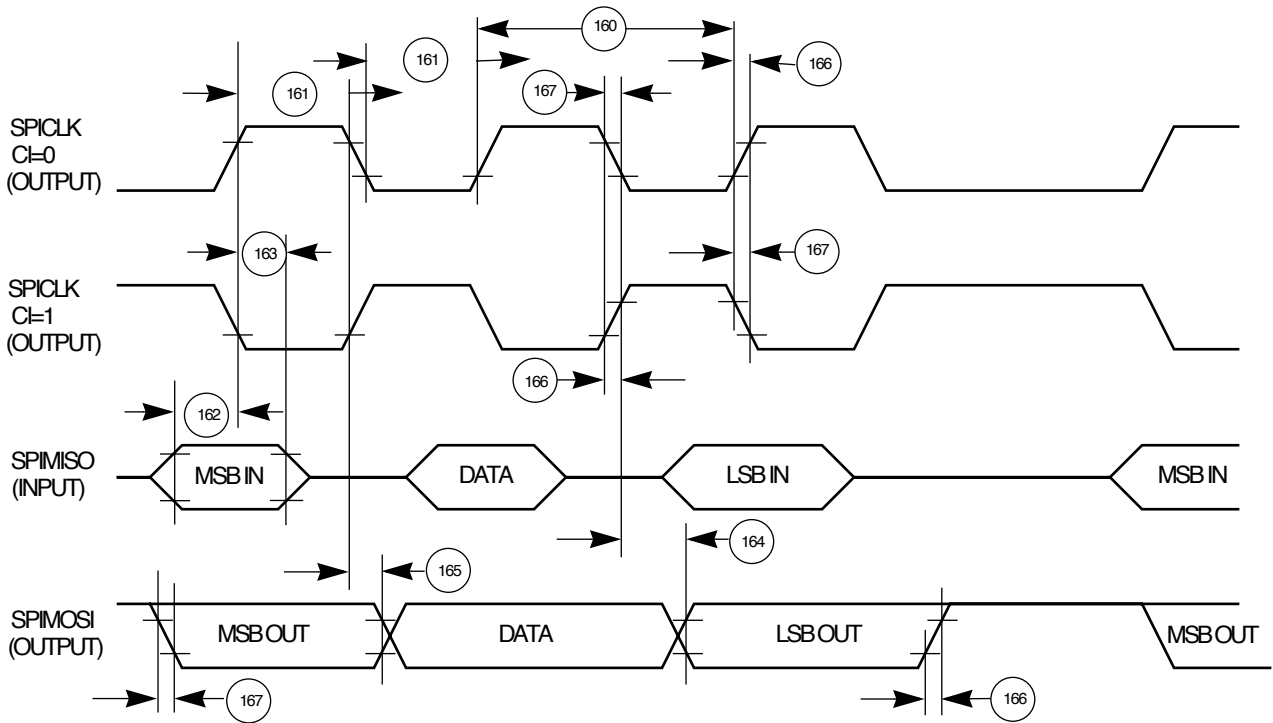 160
161
166
161
167
SPICLK
CI=0
(OUTPUT)
163
167
SPICLK
CI=1
(OUTPUT)
166
162
SPIMISO
(INPUT)
MSB IN
DATA
LSB IN
MSB IN
164
165
SPIMOSI
(OUTPUT)
MSB OUT
DATA
LSB OUT
MSB OUT
167
166